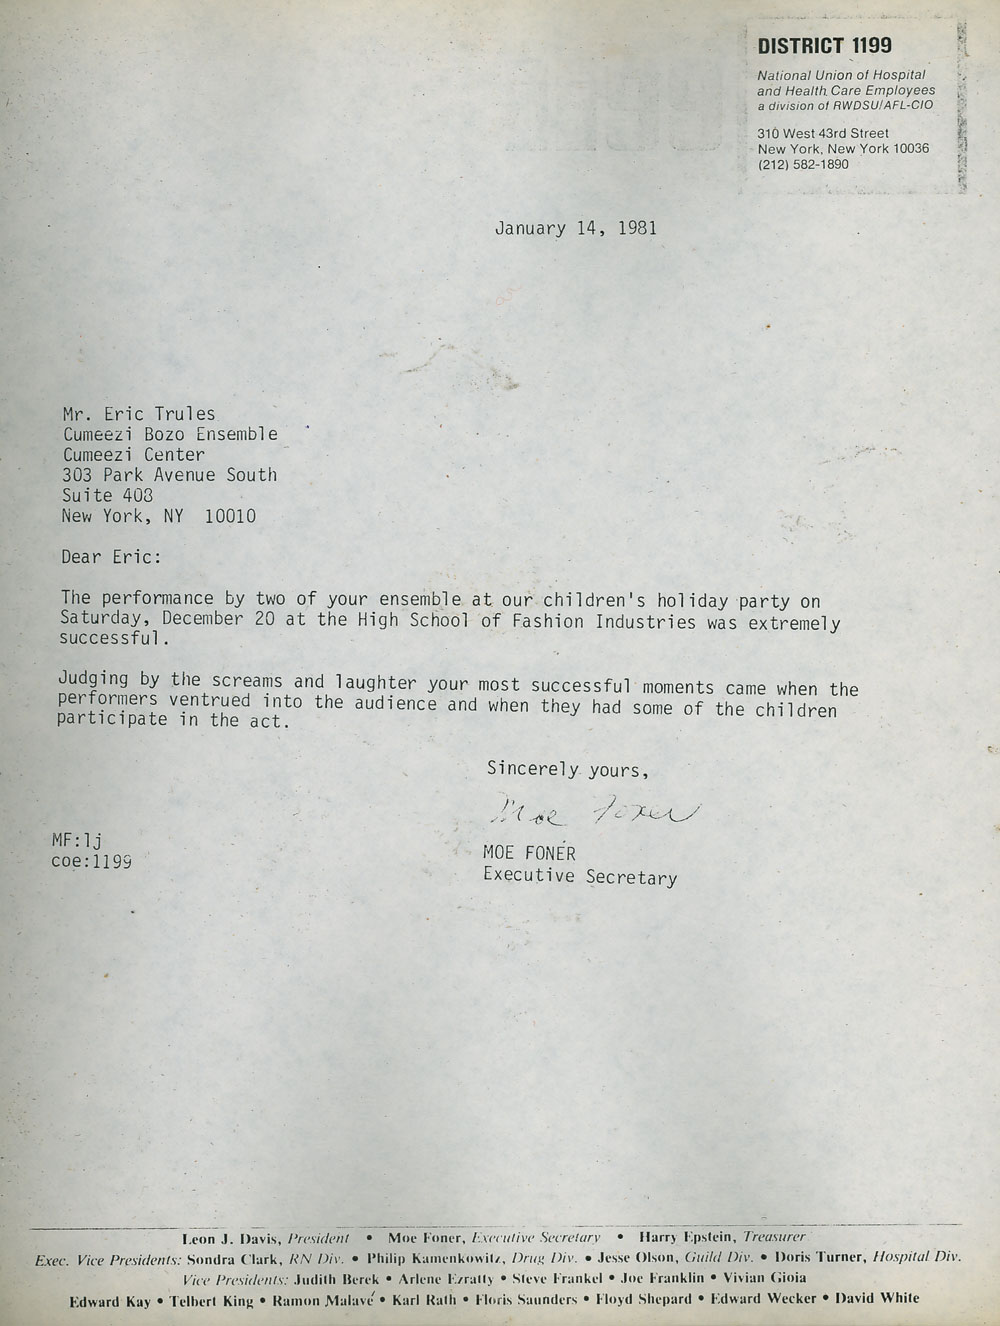 DISTRICT 1199
National Union of Hospital
and Health Care Employees
a division of RWDSU/AFL-CIO
310 West 43rd Street
New York, New York 10036
(212) 582-1890
January 14, 1981
Mr. Eric Trules
Cumeezi Bozo Ensemble
Cumeezi Center
303 Park Avenue South
Suite 408
New York, NY 10010
Dear Eric:
The performance by two of your ensemble at our children's holiday party on
Saturday, December 20 at the High School of Fashion Industries was extremely
successful.
Judging by the screams and laughter your most successful moments came when the
performers ventrued into the audience and when they had some of the children
participate in the act.
Sincerely yours,
Moe Foner
MF:lj
coe:1199
MOE FONER
Executive Secretary
Leon J. Davis, President • Moe Foner, Executive Secretary • Harry Epstein, Treasurer
Exec. Vice Presidents: Sondra Clark, RN Div. • Philip Kamenkowitz, Drug Div. • Jesse Olson, Guild Div. • Doris Turner, Hospital Div.
Vice Presidents: Judith Berek • Arlene Ezratty • Steve Frankel • Joe Franklin • Vivian Gioia
Edward Kay • Telbert King • Ramon Malavé • Karl Rath • Floris Saunders • Floyd Shepard • Edward Wecker • David White